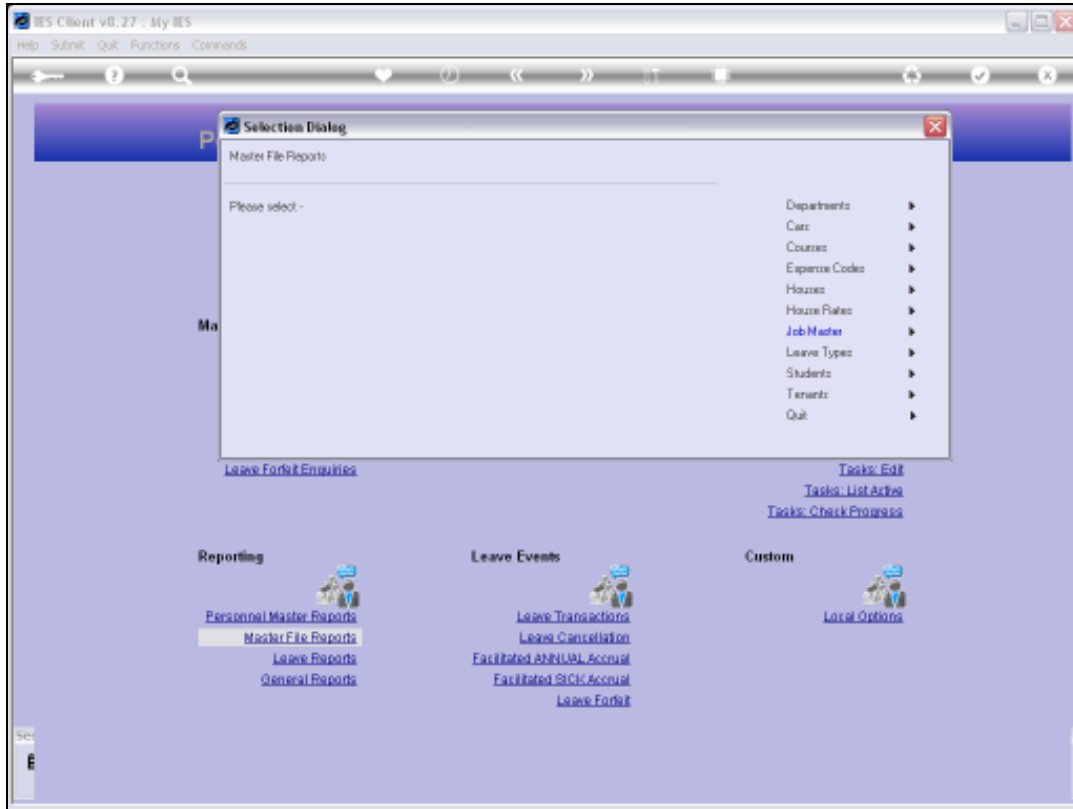 IES Client v8.27 : My IES
Help Submit Quit Functions Commands
P
Selection Dialog
Master File Reports
Please select -
Departments
Cars
Courses
Expense Codes
Houses
House Rates
Job Master
Leave Types
Students
Tenants
Quit
Ma
Leave Forfeit Enquiries
Tasks: Edit
Tasks: List Active
Tasks: Check Progress
Reporting
Personnel Master Reports
Master File Reports
Leave Reports
General Reports
Leave Events
Leave Transactions
Leave Cancellation
Facilitated ANNUAL Accrual
Facilitated SICK Accrual
Leave Forfeit
Custom
Local Options
Se